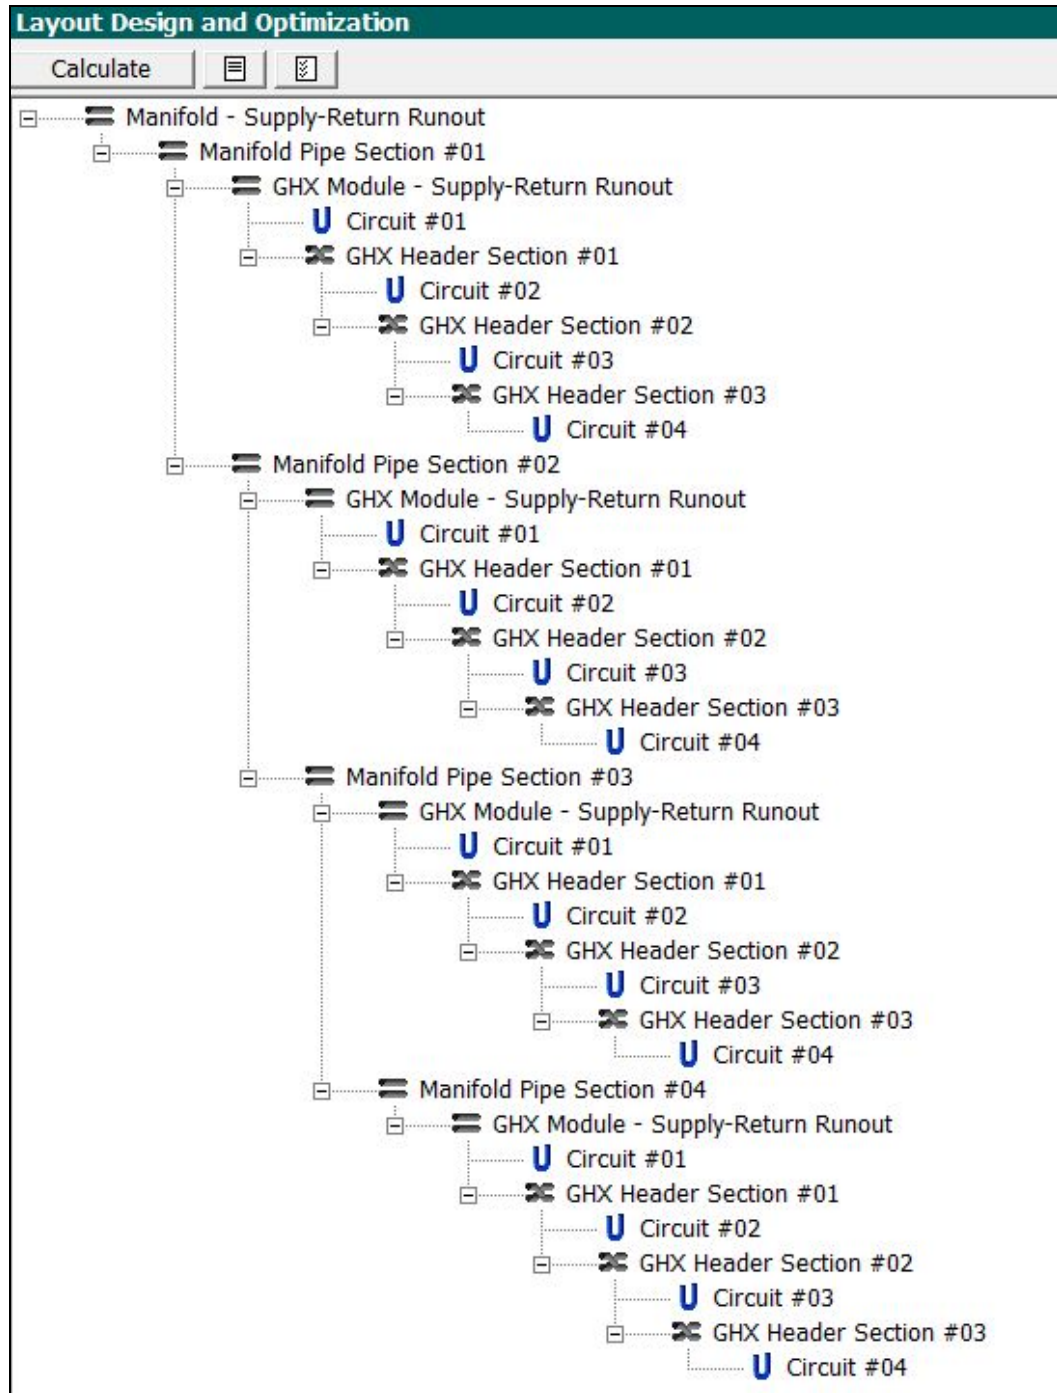 Layout Design and Optimization
Calculate
Manifold - Supply-Return Runout
Manifold Pipe Section #01
GHX Module - Supply-Return Runout
Circuit #01
GHX Header Section #01
Circuit #02
GHX Header Section #02
Circuit #03
GHX Header Section #03
Circuit #04
Manifold Pipe Section #02
GHX Module - Supply-Return Runout
Circuit #01
GHX Header Section #01
Circuit #02
GHX Header Section #02
Circuit #03
GHX Header Section #03
Circuit #04
Manifold Pipe Section #03
GHX Module - Supply-Return Runout
Circuit #01
GHX Header Section #01
Circuit #02
GHX Header Section #02
Circuit #03
GHX Header Section #03
Circuit #04
Manifold Pipe Section #04
GHX Module - Supply-Return Runout
Circuit #01
GHX Header Section #01
Circuit #02
GHX Header Section #02
Circuit #03
GHX Header Section #03
Circuit #04